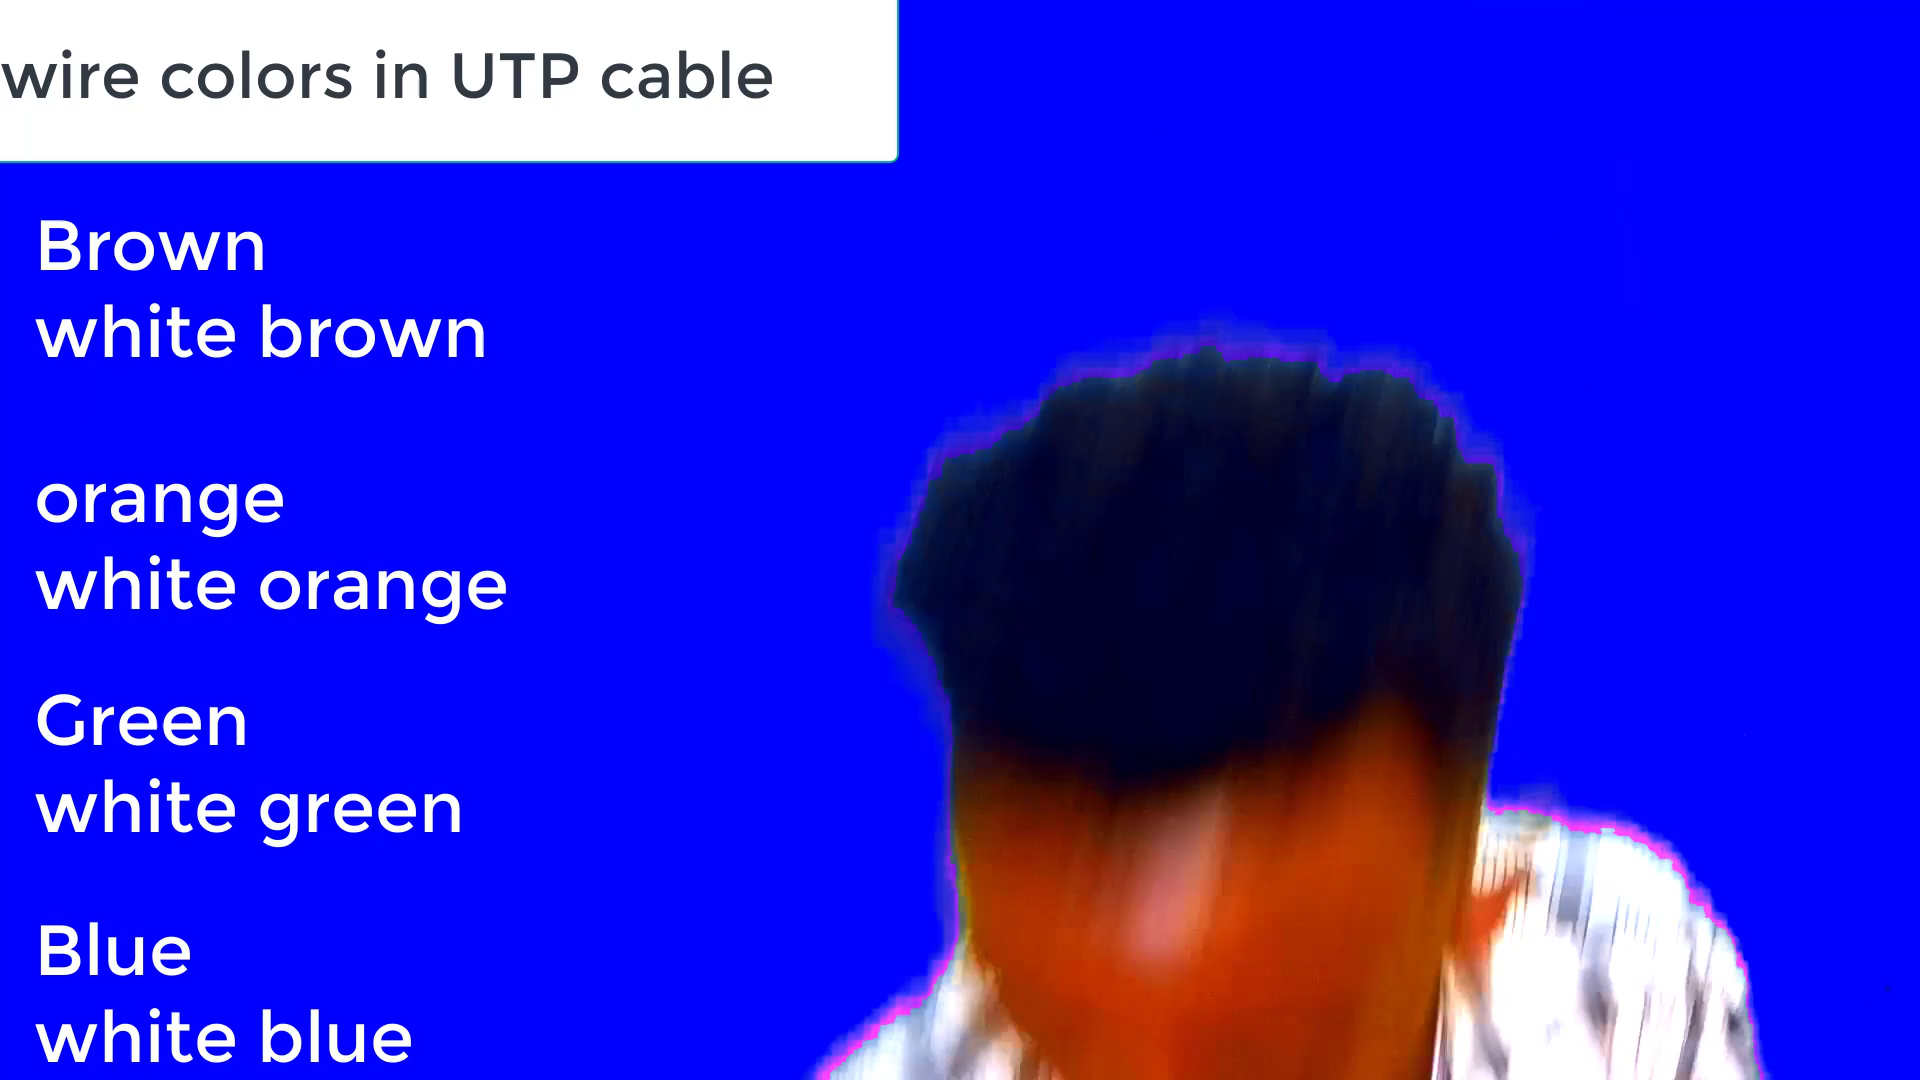 wire colors in UTP cable
Brown
white brown
orange
white orange
Green
white green
Blue
white blue